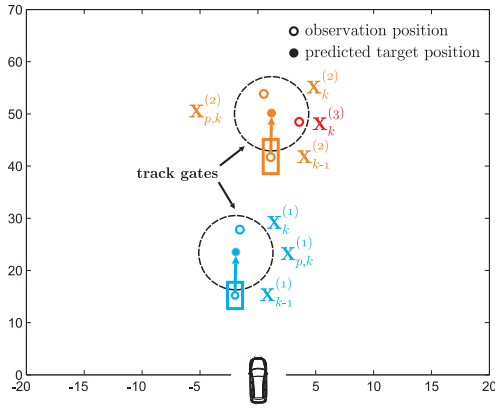 70
60
50
40
30
20
10
0
-20 -15 -10 -5 5 10 15 20
observation position
predicted target position
X_k^(2)
X_{p,k}^(2)
X_k^(3)
X_{k-1}^(2)
track gates
X_k^(1)
X_{p,k}^(1)
X_{k-1}^(1)